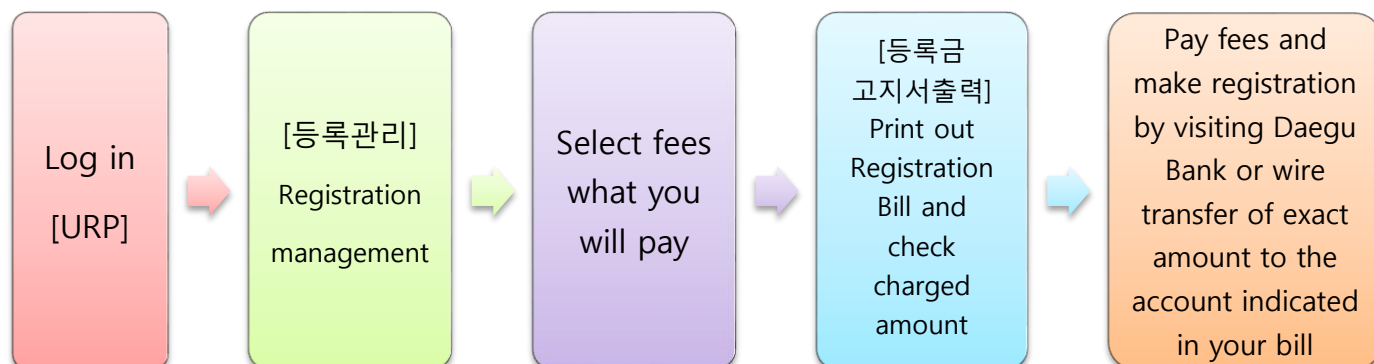 Log in
[URP]
[등록관리]
Registration
management
Select fees
what you
will pay
[등록금
고지서출력]
Print out
Registration
Bill and
check
charged
amount
Pay fees and
make registration
by visiting Daegu
Bank or wire
transfer of exact
amount to the
account indicated
in your bill